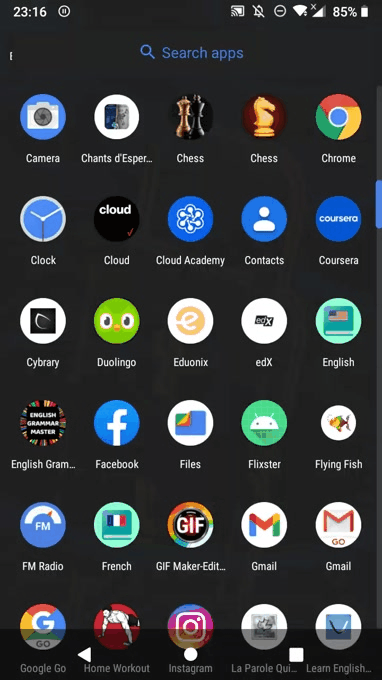 23:16
85%
Search apps
Camera
Chants d'Esper...
Chess
Chess
Chrome
cloud
coursera
Clock
Cloud
Cloud Academy
Contacts
Coursera
edX
Cybrary
Duolingo
Eduonix
edX
English
ENGLISH
GRAMMAR
MASTER
English Gram...
Facebook
Files
Flixster
Flying Fish
FM
GIF
GO
FM Radio
French
GIF Maker-Edit...
Gmail
Gmail
GO
Google Go
Home Workout
Instagram
La Parole Qui...
Learn English...